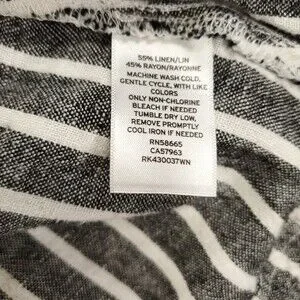 55% LINEN/LIN
45% RAYON/RAYONNE
MACHINE WASH COLD,
GENTLE CYCLE, WITH LIKE
COLORS
ONLY NON-CHLORINE
BLEACH IF NEEDED
TUMBLE DRY LOW,
REMOVE PROMPTLY
COOL IRON IF NEEDED
RN58665
CA57963
RK430037WN